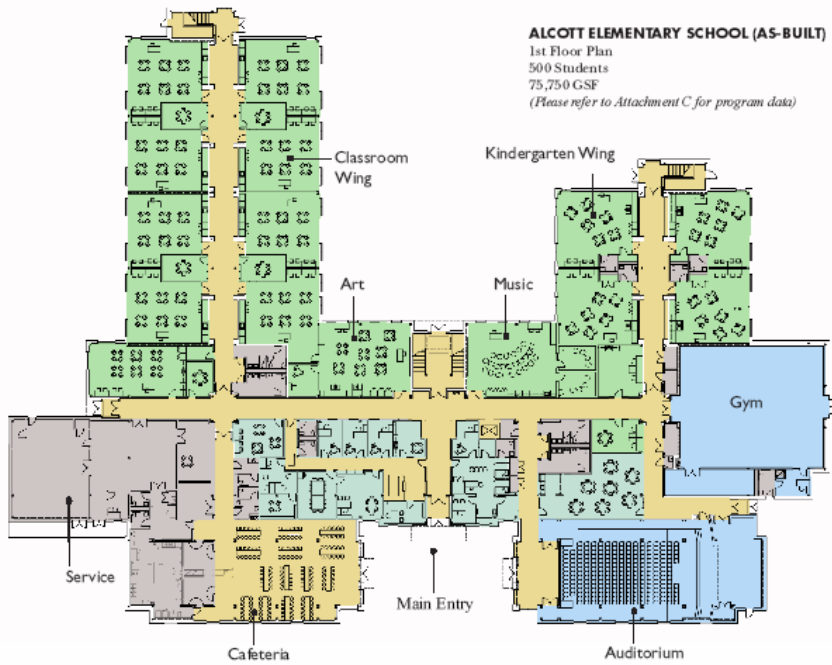 ALCOTT ELEMENTARY SCHOOL (AS-BUILT)
1st Floor Plan
500 Students
75,750 GSF
(Please refer to Attachment C for program data)
Classroom
Wing
Kindergarten Wing
Art
Music
Gym
Service
Main Entry
Cafeteria
Auditorium